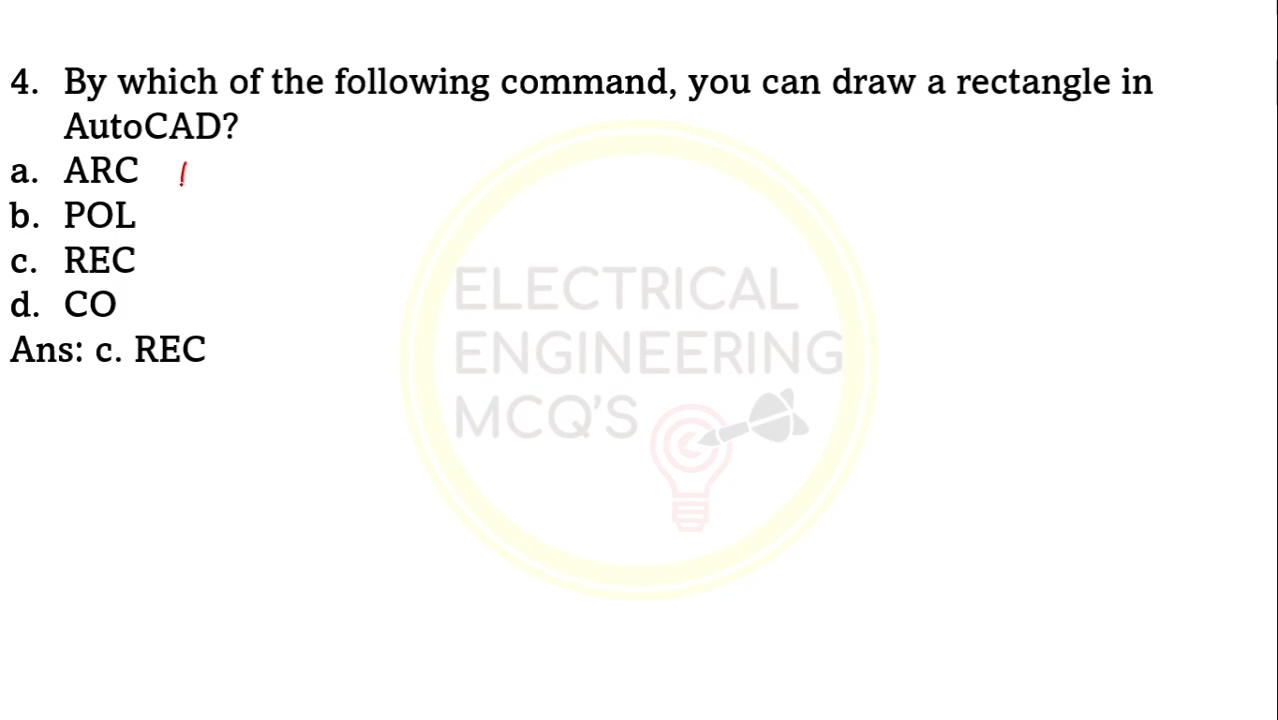 4. By which of the following command, you can draw a rectangle in
AutoCAD?
a. ARC
b. POL
c. REC
d. CO
Ans: c. REC
ELECTRICAL
ENGINEERING
MCQ'S